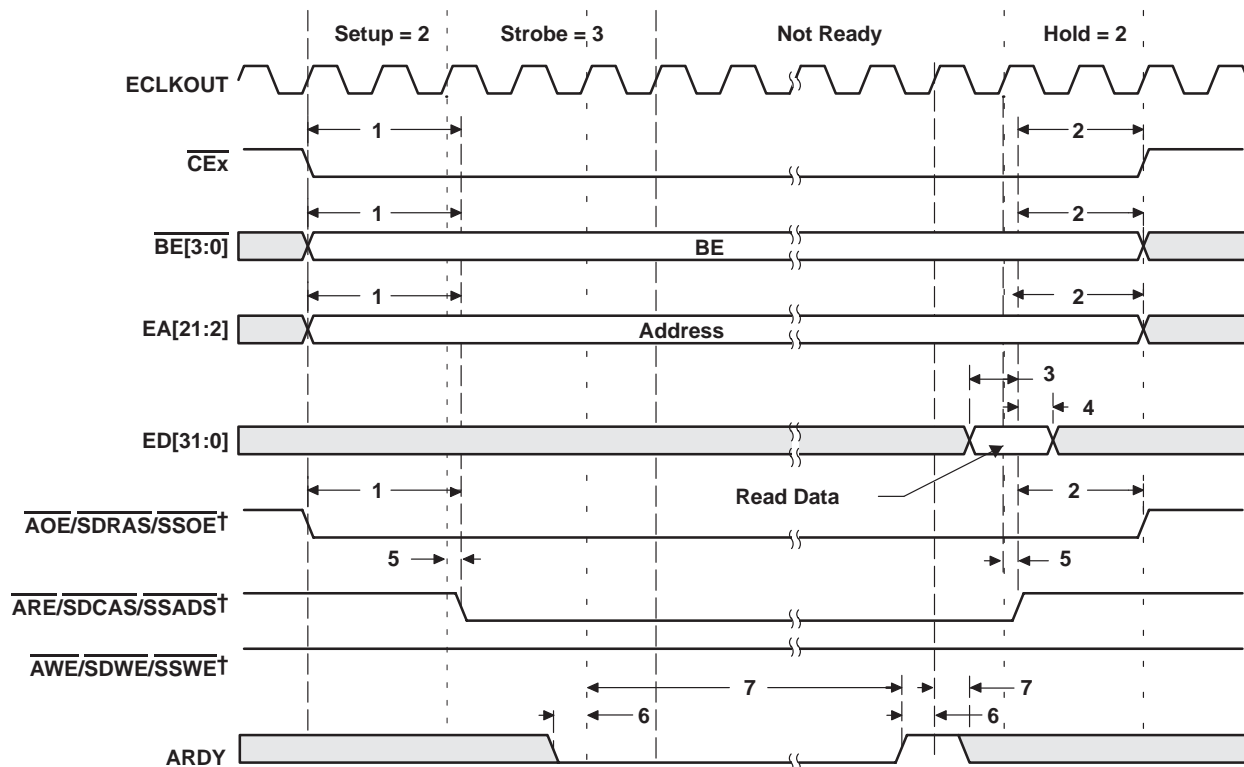 Setup = 2 Strobe = 3 Not Ready Hold = 2
ECLKOUT
1 2
CEx
1 2
BE[3:0] BE
1 2
EA[21:2] Address
3
4
ED[31:0]
Read Data
1 2
AOE/SDRAS/SSOE†
5 5
ARE/SDCAS/SSADS†
AWE/SDWE/SSWE†
7 7
6 6
ARDY